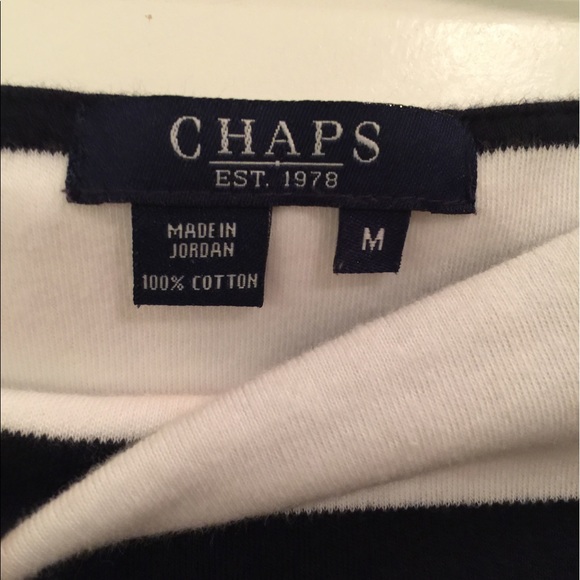 CHAPS
EST. 1978
MADE IN
JORDAN
100% COTTON
M